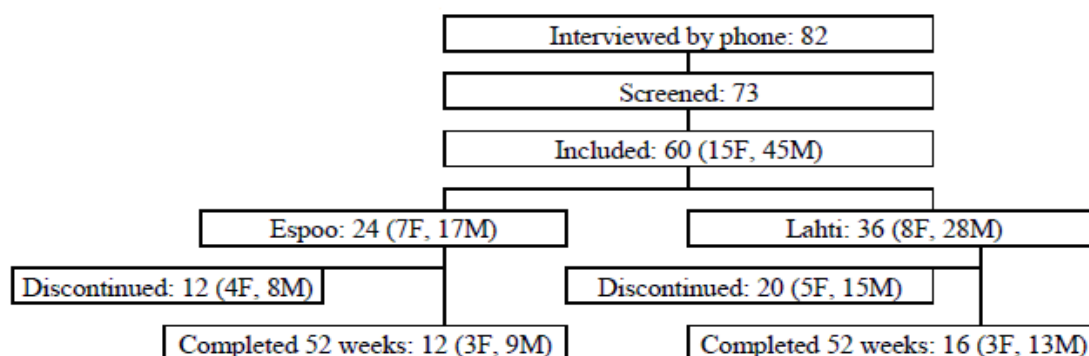 Interviewed by phone: 82
Screened: 73
Included: 60 (15F, 45M)
Espoo: 24 (7F, 17M)
Lahti: 36 (8F, 28M)
Discontinued: 12 (4F, 8M)
Discontinued: 20 (5F, 15M)
Completed 52 weeks: 12 (3F, 9M)
Completed 52 weeks: 16 (3F, 13M)